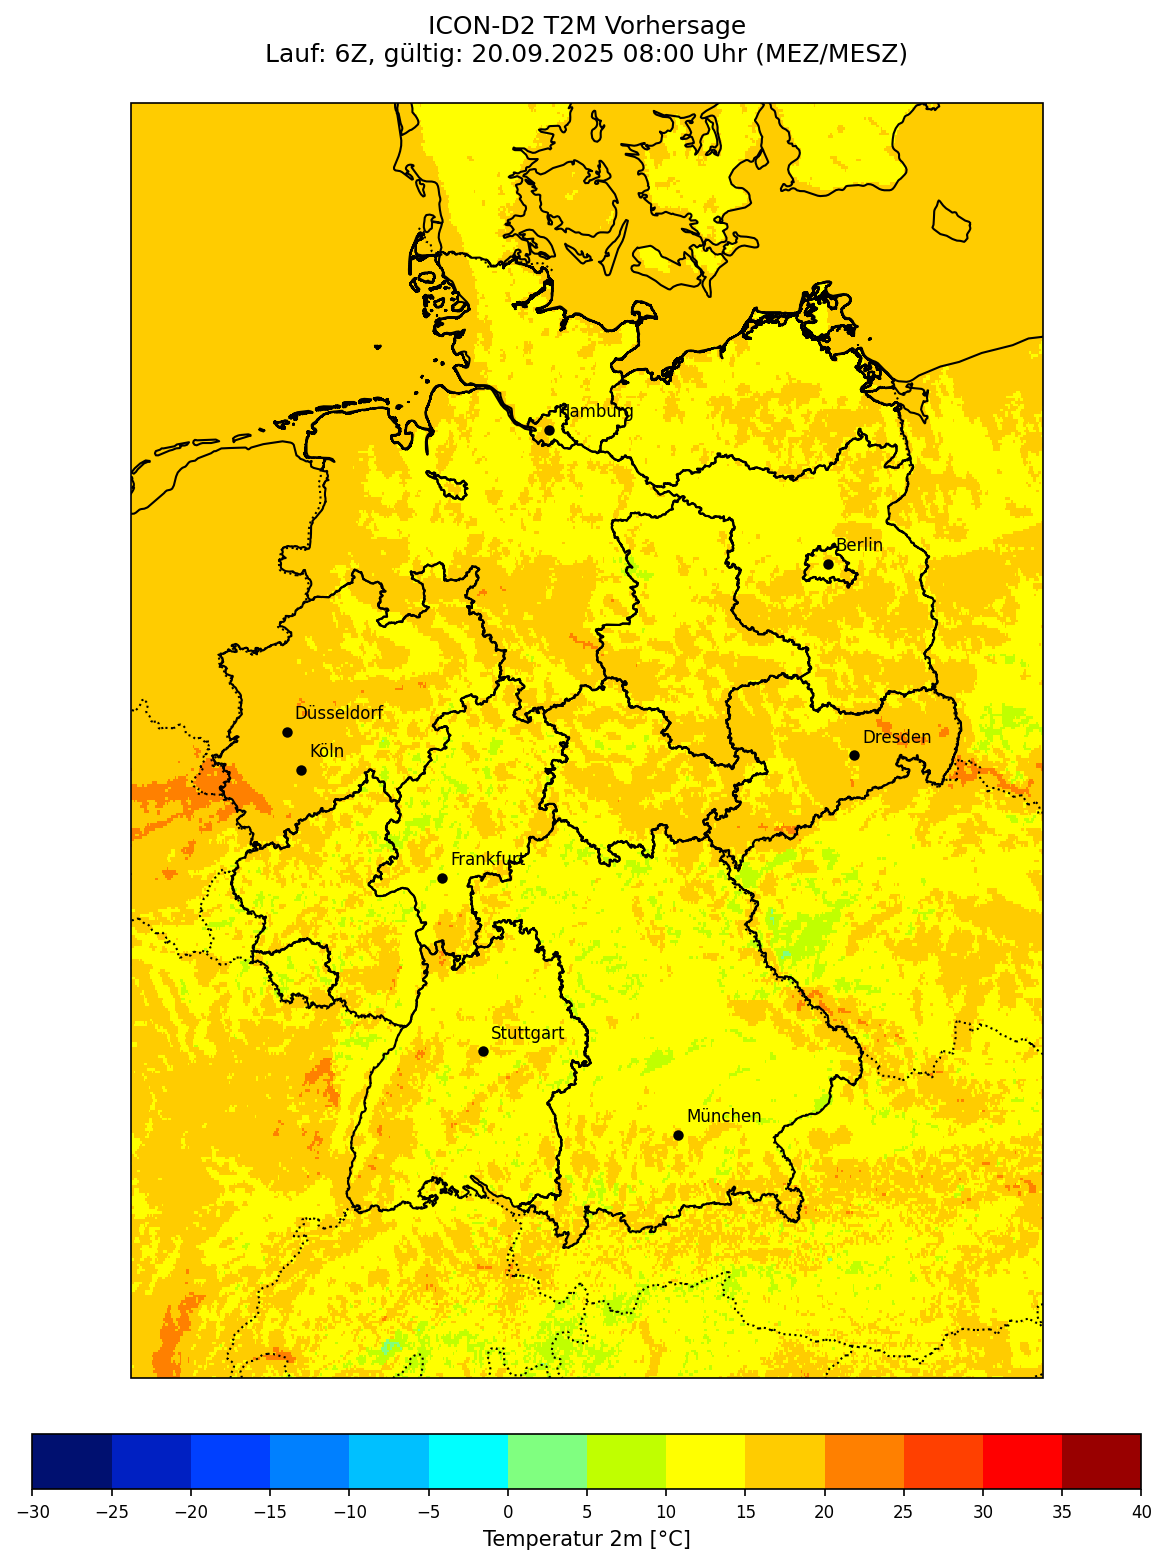 ICON-D2 T2M Vorhersage
Lauf: 6Z, gültig: 20.09.2025 08:00 Uhr (MEZ/MESZ)
Hamburg
Berlin
Düsseldorf
Dresden
Köln
Frankfurt
Stuttgart
München
−30 −25 −20 −15 −10 −5 0 5 10 15 20 25 30 35 40
Temperatur 2m [°C]